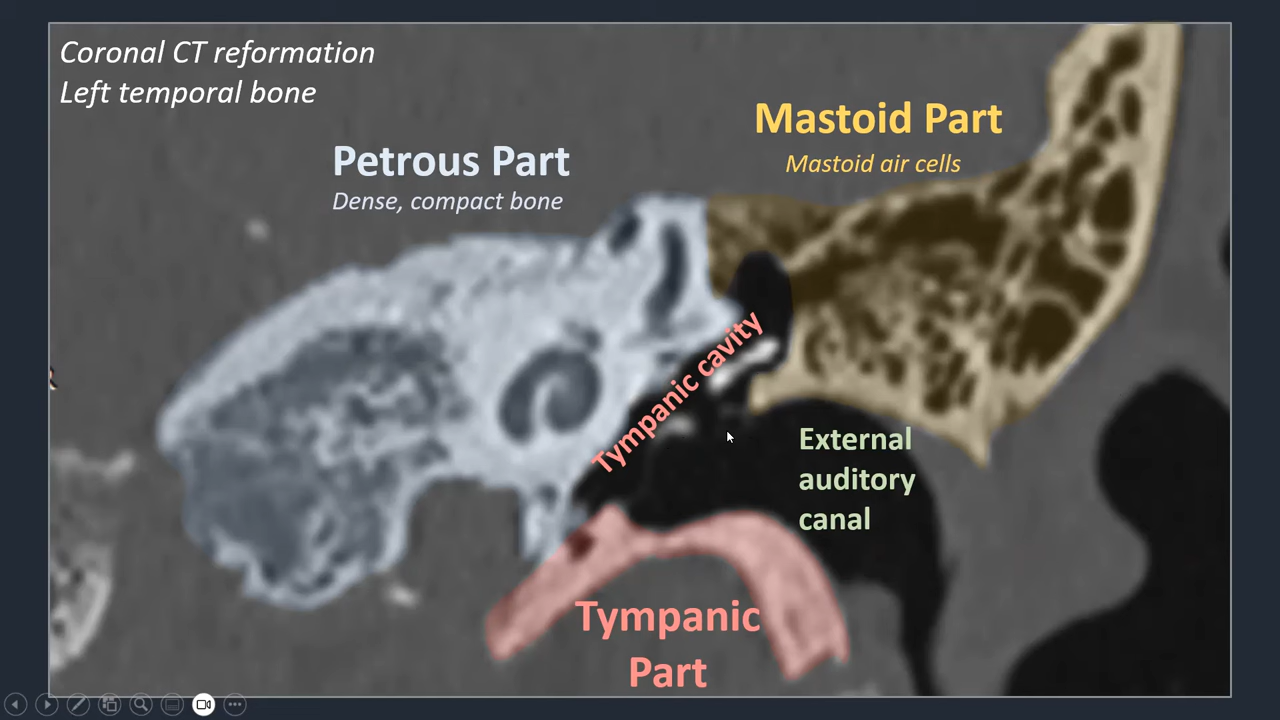 Coronal CT reformation
Left temporal bone
Petrous Part
Dense, compact bone
Mastoid Part
Mastoid air cells
Tympanic cavity
External
auditory
canal
Tympanic
Part